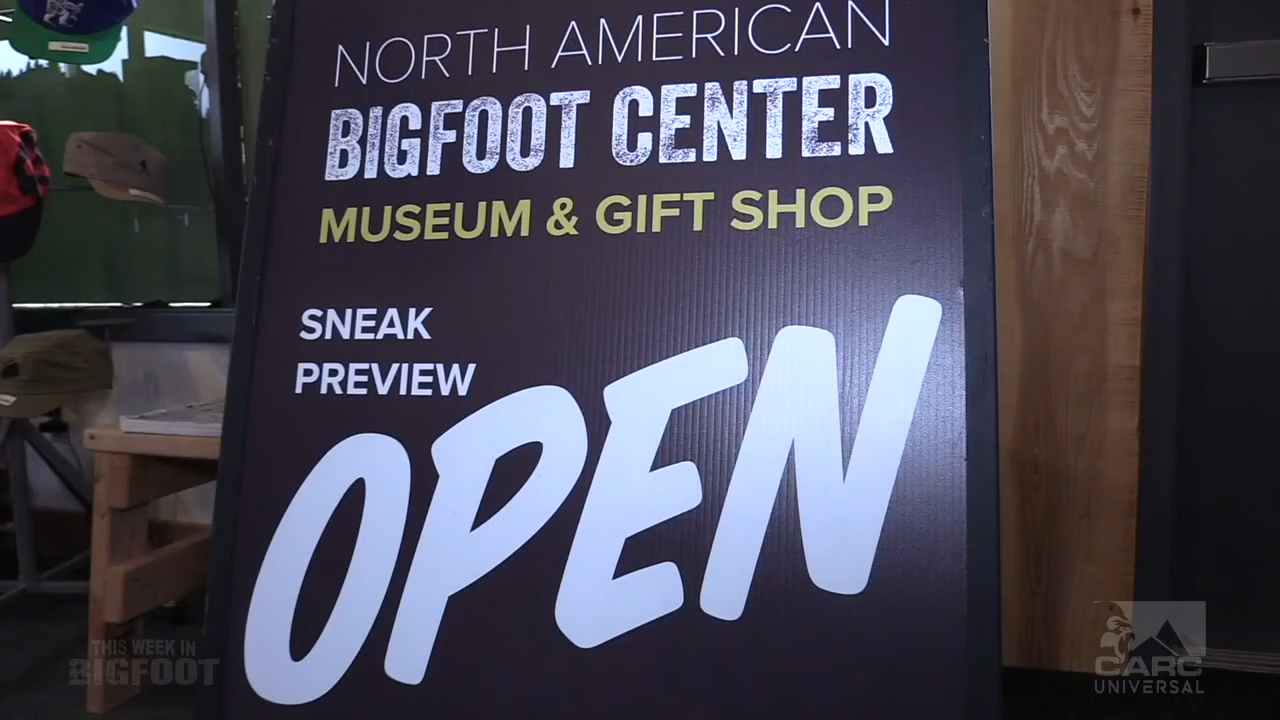 NORTH AMERICAN
BIGFOOT CENTER
MUSEUM & GIFT SHOP
SNEAK
PREVIEW
OPEN
THIS WEEK IN
BIGFOOT
CARC
UNIVERSAL